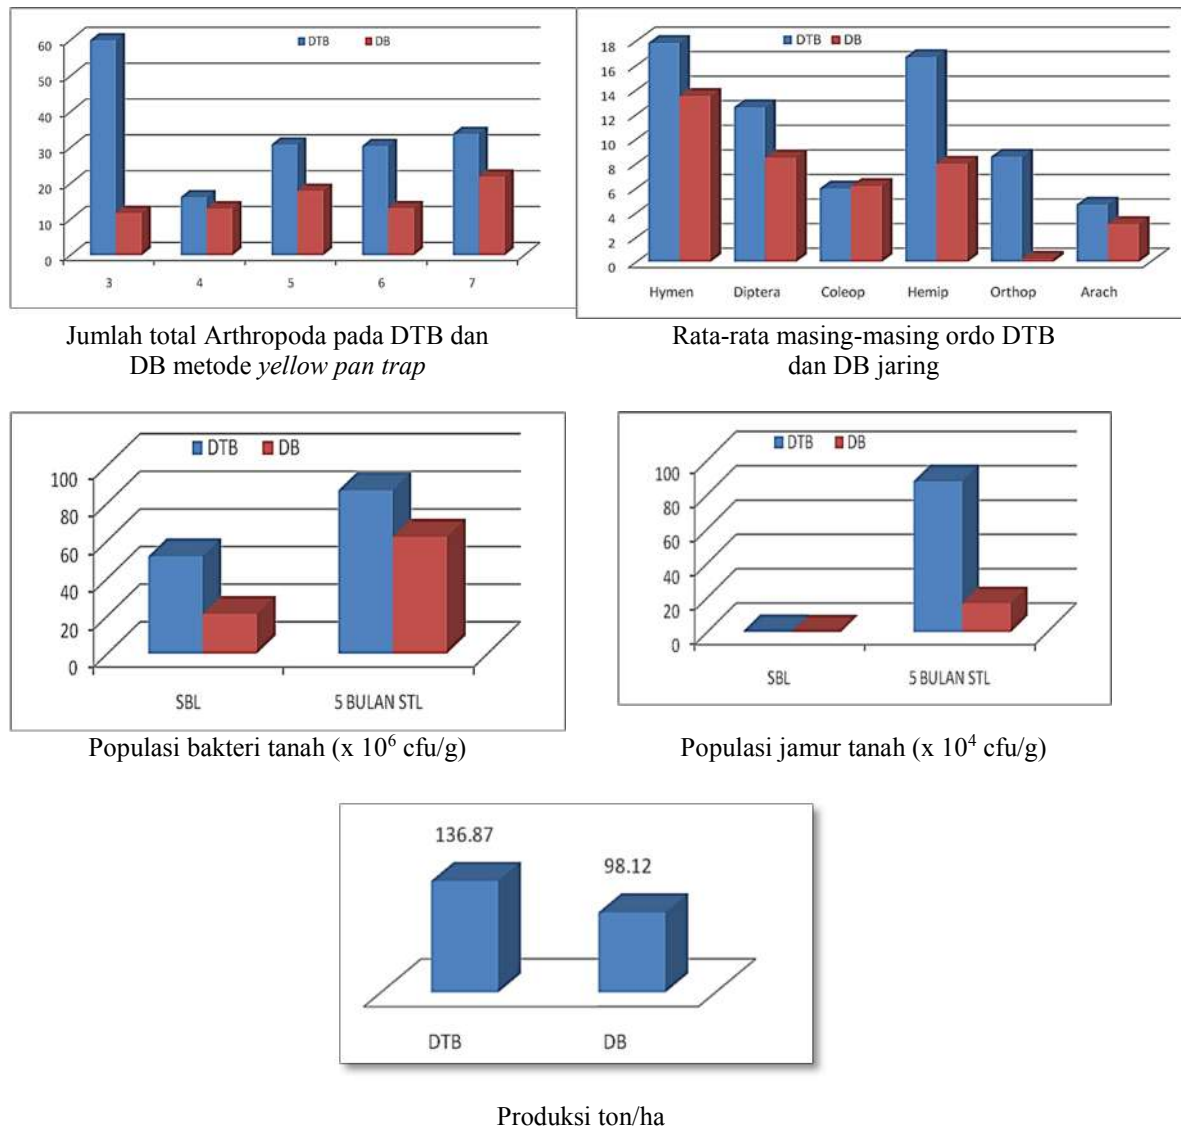 DTB DB
60
50
40
30
20
10
0
3 4 5 6 7
Jumlah total Arthropoda pada DTB dan
DB metode yellow pan trap
DTB DB
18
16
14
12
10
8
6
4
2
0
Hymen Diptera Coleop Hemip Orthop Arach
Rata-rata masing-masing ordo DTB
dan DB jaring
DTB DB
100
80
60
40
20
0
SBL 5 BULAN STL
Populasi bakteri tanah (x 10⁶ cfu/g)
DTB DB
100
80
60
40
20
0
SBL 5 BULAN STL
Populasi jamur tanah (x 10⁴ cfu/g)
136.87
98.12
DTB DB
Produksi ton/ha